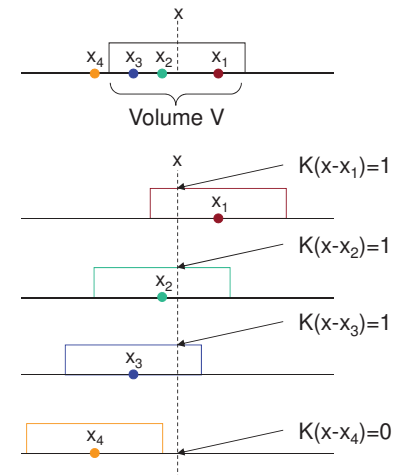 x
x₄ x₃ x₂ x₁
Volume V
x
K(x-x₁)=1
x₁
K(x-x₂)=1
x₂
K(x-x₃)=1
x₃
x₄
K(x-x₄)=0